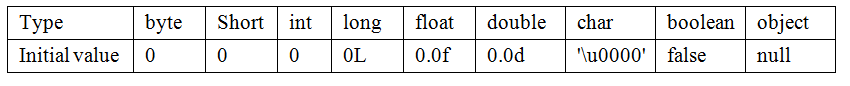 Type byte Short int long float double char boolean object
Initial value 0 0 0 0L 0.0f 0.0d '\u0000' false null